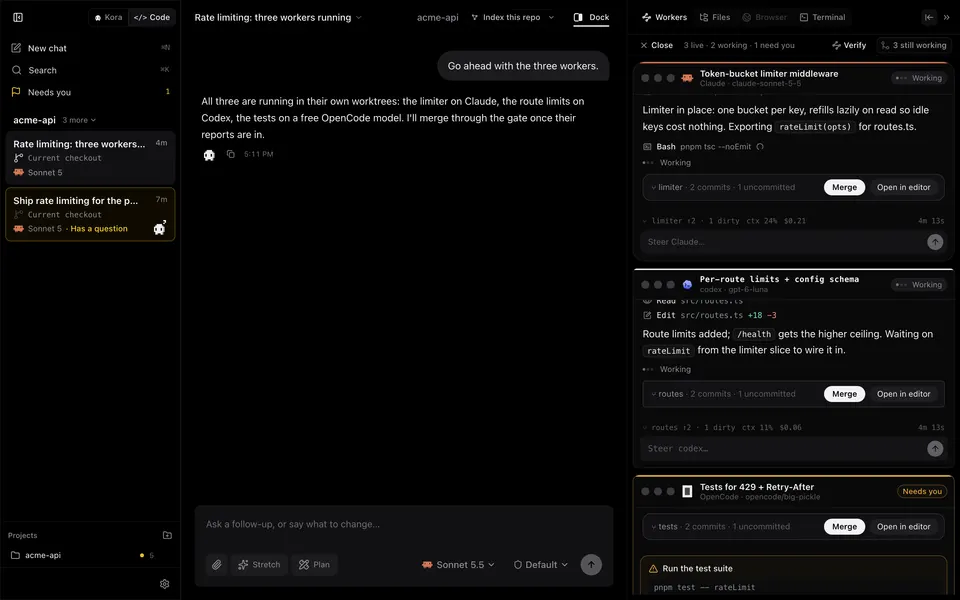 Kora
</> Code
New chat ⌘N
Search ⌘K
Needs you 1
acme-api 3 more
Rate limiting: three workers... 4m
Current checkout
Sonnet 5
Ship rate limiting for the p... 7m
Current checkout
Sonnet 5 · Has a question
Projects
acme-api 5
Rate limiting: three workers running
acme-api
Index this repo
Dock
Go ahead with the three workers.
All three are running in their own worktrees: the limiter on Claude, the route limits on
Codex, the tests on a free OpenCode model. I'll merge through the gate once their
reports are in.
5:11 PM
Ask a follow-up, or say what to change...
Stretch
Plan
Sonnet 5.5
Default
Workers
Files
Browser
Terminal
Close
3 live · 2 working · 1 need you
Verify
3 still working
Token-bucket limiter middleware
Claude · claude-sonnet-5-5
Working
Limiter in place: one bucket per key, refills lazily on read so idle
keys cost nothing. Exporting rateLimit(opts) for routes.ts.
Bash pnpm tsc --noEmit
Working
limiter · 2 commits · 1 uncommitted
Merge
Open in editor
limiter ↑2 · 1 dirty ctx 24% $0.21 4m 13s
Steer Claude…
Per-route limits + config schema
codex · gpt-6-luna
Working
Read src/routes.ts
Edit src/routes.ts +18 −3
Route limits added; /health gets the higher ceiling. Waiting on
rateLimit from the limiter slice to wire it in.
Working
routes · 2 commits · 1 uncommitted
Merge
Open in editor
routes ↑2 · 1 dirty ctx 11% $0.06 4m 13s
Steer codex…
Tests for 429 + Retry-After
OpenCode · opencode/big-pickle
Needs you
tests · 2 commits · 1 uncommitted
Merge
Open in editor
Run the test suite
pnpm test -- rateLimit